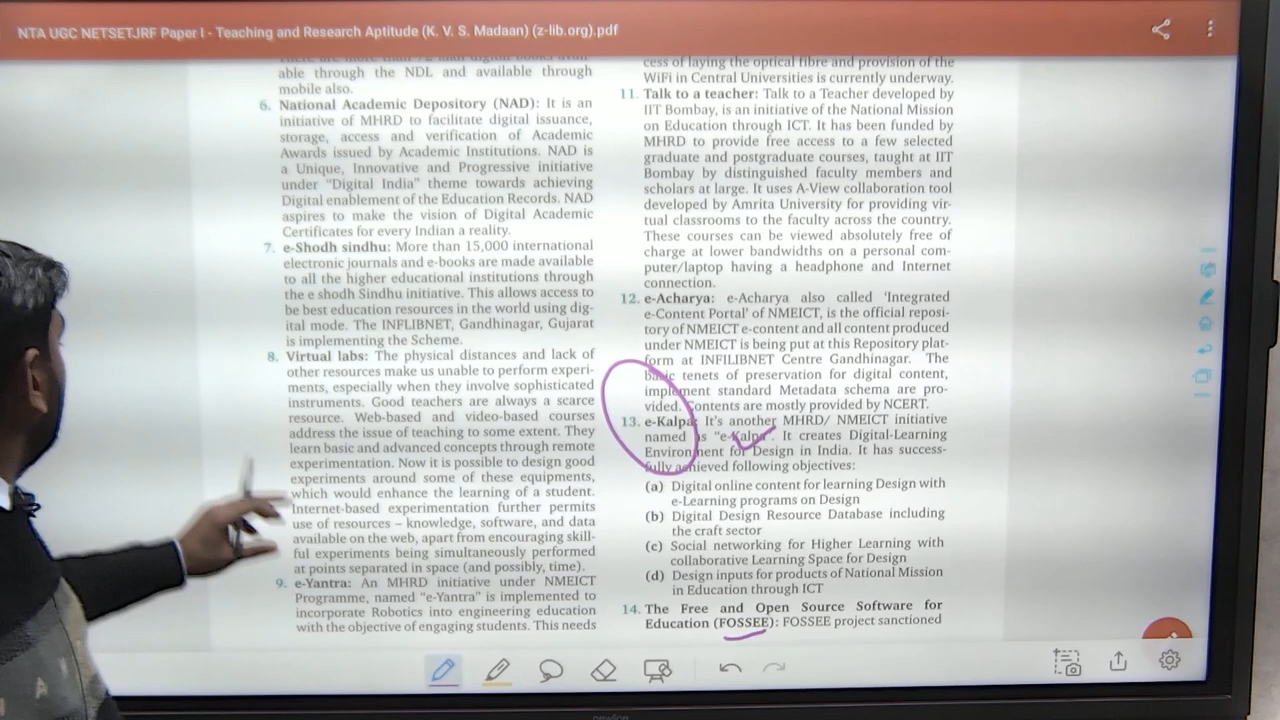 NTA UGC NETSETJRF Paper I - Teaching and Research Aptitude (K. V. S. Madaan) (z-lib.org).pdf
able through the NDL and available through
mobile also.
6. National Academic Depository (NAD): It is an
initiative of MHRD to facilitate digital issuance,
storage, access and verification of Academic
Awards issued by Academic Institutions. NAD is
a Unique, Innovative and Progressive initiative
under "Digital India" theme towards achieving
Digital enablement of the Education Records. NAD
aspires to make the vision of Digital Academic
Certificates for every Indian a reality.
7. e-Shodh sindhu: More than 15,000 international
electronic journals and e-books are made available
to all the higher educational institutions through
the e shodh Sindhu initiative. This allows access to
be best education resources in the world using dig-
ital mode. The INFLIBNET, Gandhinagar, Gujarat
is implementing the Scheme.
8. Virtual labs: The physical distances and lack of
other resources make us unable to perform experi-
ments, especially when they involve sophisticated
instruments. Good teachers are always a scarce
resource. Web-based and video-based courses
address the issue of teaching to some extent. They
learn basic and advanced concepts through remote
experimentation. Now it is possible to design good
experiments around some of these equipments,
which would enhance the learning of a student.
Internet-based experimentation further permits
use of resources – knowledge, software, and data
available on the web, apart from encouraging skill-
ful experiments being simultaneously performed
at points separated in space (and possibly, time).
9. e-Yantra: An MHRD initiative under NMEICT
Programme, named "e-Yantra" is implemented to
incorporate Robotics into engineering education
with the objective of engaging students. This needs
cess of laying the optical fibre and provision of the
WiFi in Central Universities is currently underway.
11. Talk to a teacher: Talk to a Teacher developed by
IIT Bombay, is an initiative of the National Mission
on Education through ICT. It has been funded by
MHRD to provide free access to a few selected
graduate and postgraduate courses, taught at IIT
Bombay by distinguished faculty members and
scholars at large. It uses A-View collaboration tool
developed by Amrita University for providing vir-
tual classrooms to the faculty across the country.
These courses can be viewed absolutely free of
charge at lower bandwidths on a personal com-
puter/laptop having a headphone and Internet
connection.
12. e-Acharya: e-Acharya also called 'Integrated
e-Content Portal' of NMEICT, is the official reposi-
tory of NMEICT e-content and all content produced
under NMEICT is being put at this Repository plat-
form at INFILIBNET Centre Gandhinagar. The
basic tenets of preservation for digital content,
implement standard Metadata schema are pro-
vided. Contents are mostly provided by NCERT.
13. e-Kalpa: It's another MHRD/ NMEICT initiative
named as "e-Kalpa". It creates Digital-Learning
Environment for Design in India. It has success-
fully achieved following objectives:
(a) Digital online content for learning Design with
e-Learning programs on Design
(b) Digital Design Resource Database including
the craft sector
(c) Social networking for Higher Learning with
collaborative Learning Space for Design
(d) Design inputs for products of National Mission
in Education through ICT
14. The Free and Open Source Software for
Education (FOSSEE): FOSSEE project sanctioned